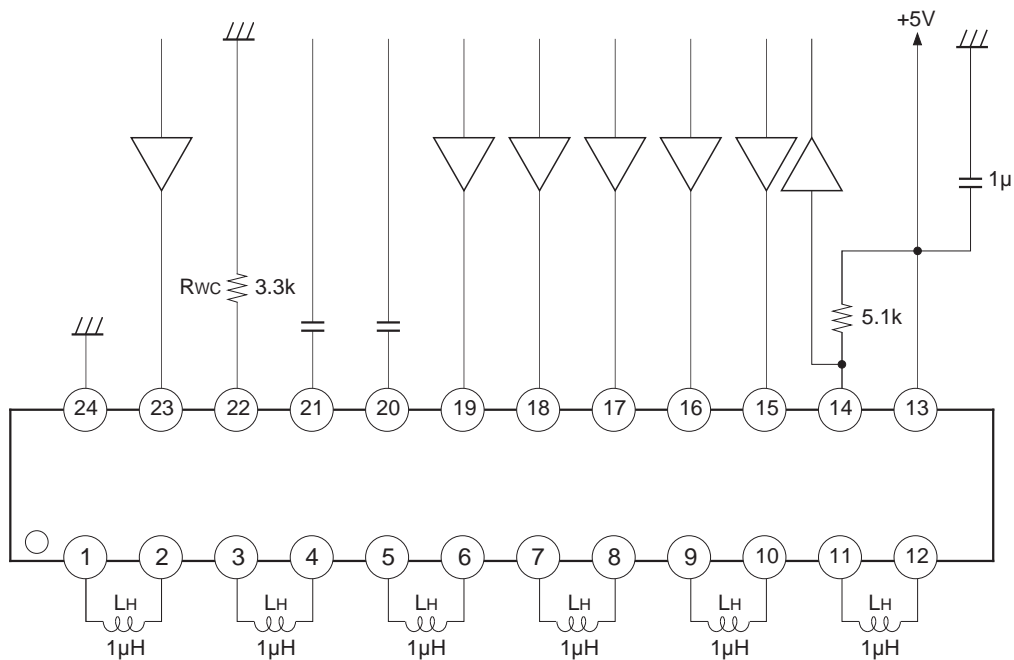 +5V
1µ
RWC 3.3k
5.1k
24 23 22 21 20 19 18 17 16 15 14 13
1 2 3 4 5 6 7 8 9 10 11 12
LH LH LH LH LH LH
1µH 1µH 1µH 1µH 1µH 1µH